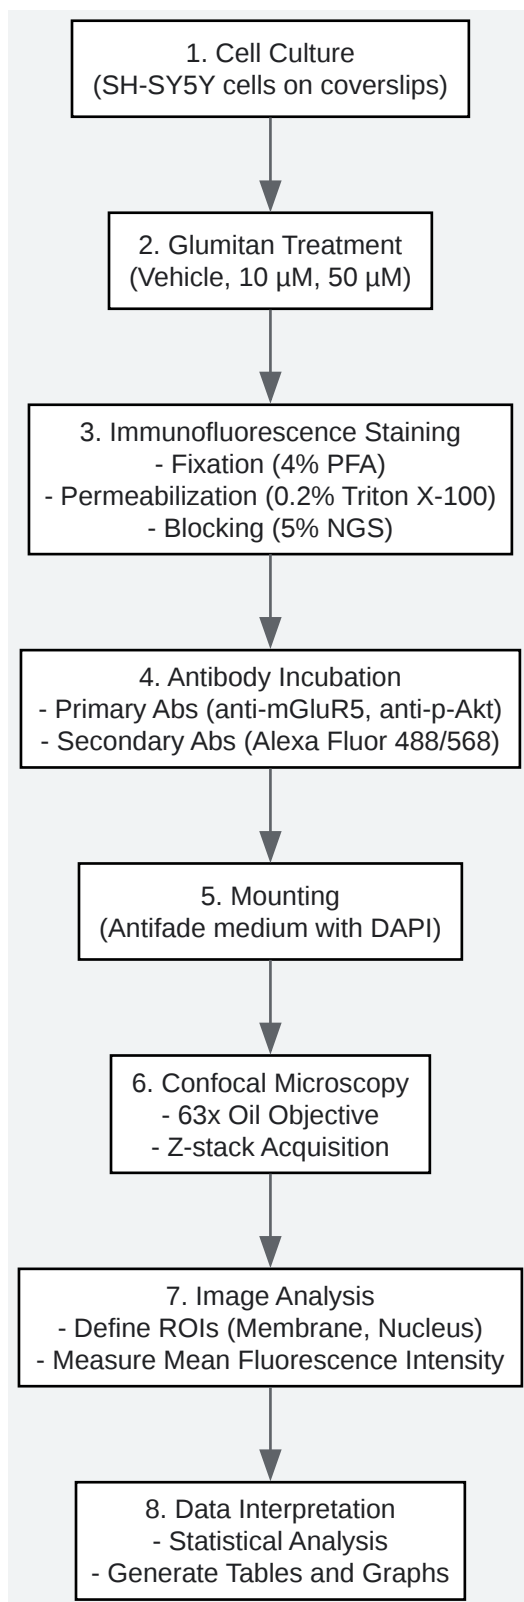 1. Cell Culture
(SH-SY5Y cells on coverslips)
2. Glumitan Treatment
(Vehicle, 10 µM, 50 µM)
3. Immunofluorescence Staining
- Fixation (4% PFA)
- Permeabilization (0.2% Triton X-100)
- Blocking (5% NGS)
4. Antibody Incubation
- Primary Abs (anti-mGluR5, anti-p-Akt)
- Secondary Abs (Alexa Fluor 488/568)
5. Mounting
(Antifade medium with DAPI)
6. Confocal Microscopy
- 63x Oil Objective
- Z-stack Acquisition
7. Image Analysis
- Define ROIs (Membrane, Nucleus)
- Measure Mean Fluorescence Intensity
8. Data Interpretation
- Statistical Analysis
- Generate Tables and Graphs